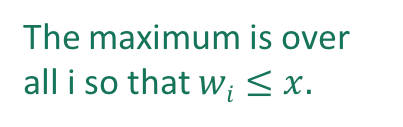 The maximum is over
all i so that wᵢ ≤ x.